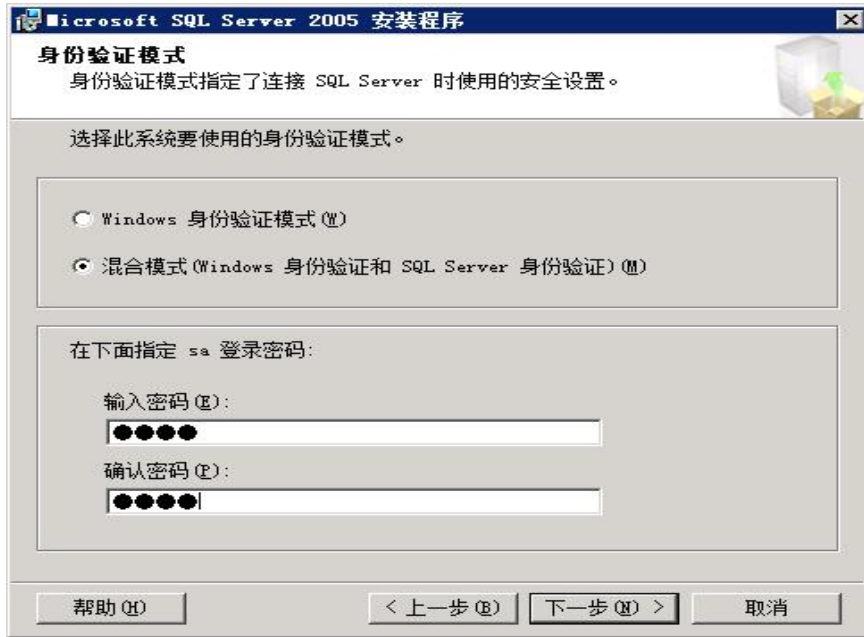 Microsoft SQL Server 2005 安装程序
身份验证模式
身份验证模式指定了连接 SQL Server 时使用的安全设置。
选择此系统要使用的身份验证模式。
Windows 身份验证模式(W)
混合模式(Windows 身份验证和 SQL Server 身份验证)(M)
在下面指定 sa 登录密码:
输入密码(E):
●●●●
确认密码(P):
●●●●
帮助(H)
< 上一步(B)
下一步(N) >
取消